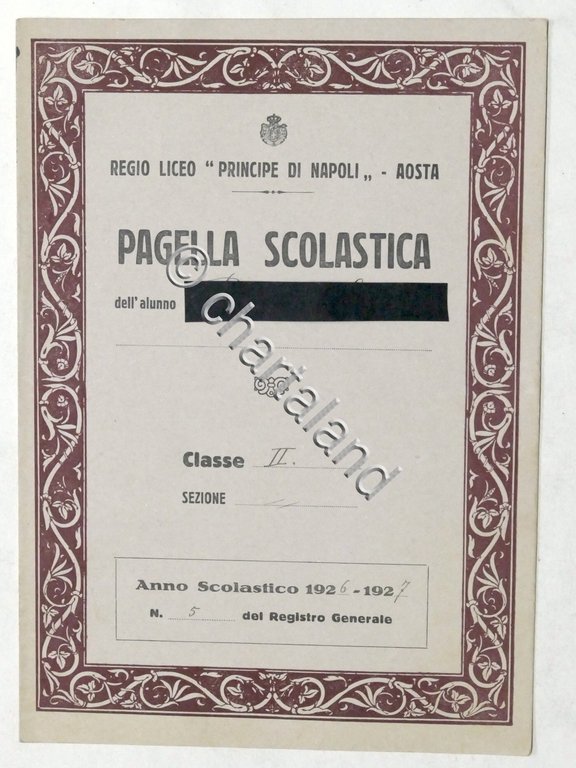 REGIO LICEO "PRINCIPE DI NAPOLI„ - AOSTA
PAGELLA SCOLASTICA
dell'alunno
© chartaland
Classe II.
SEZIONE
Anno Scolastico 1926-1927
N. 5 del Registro Generale